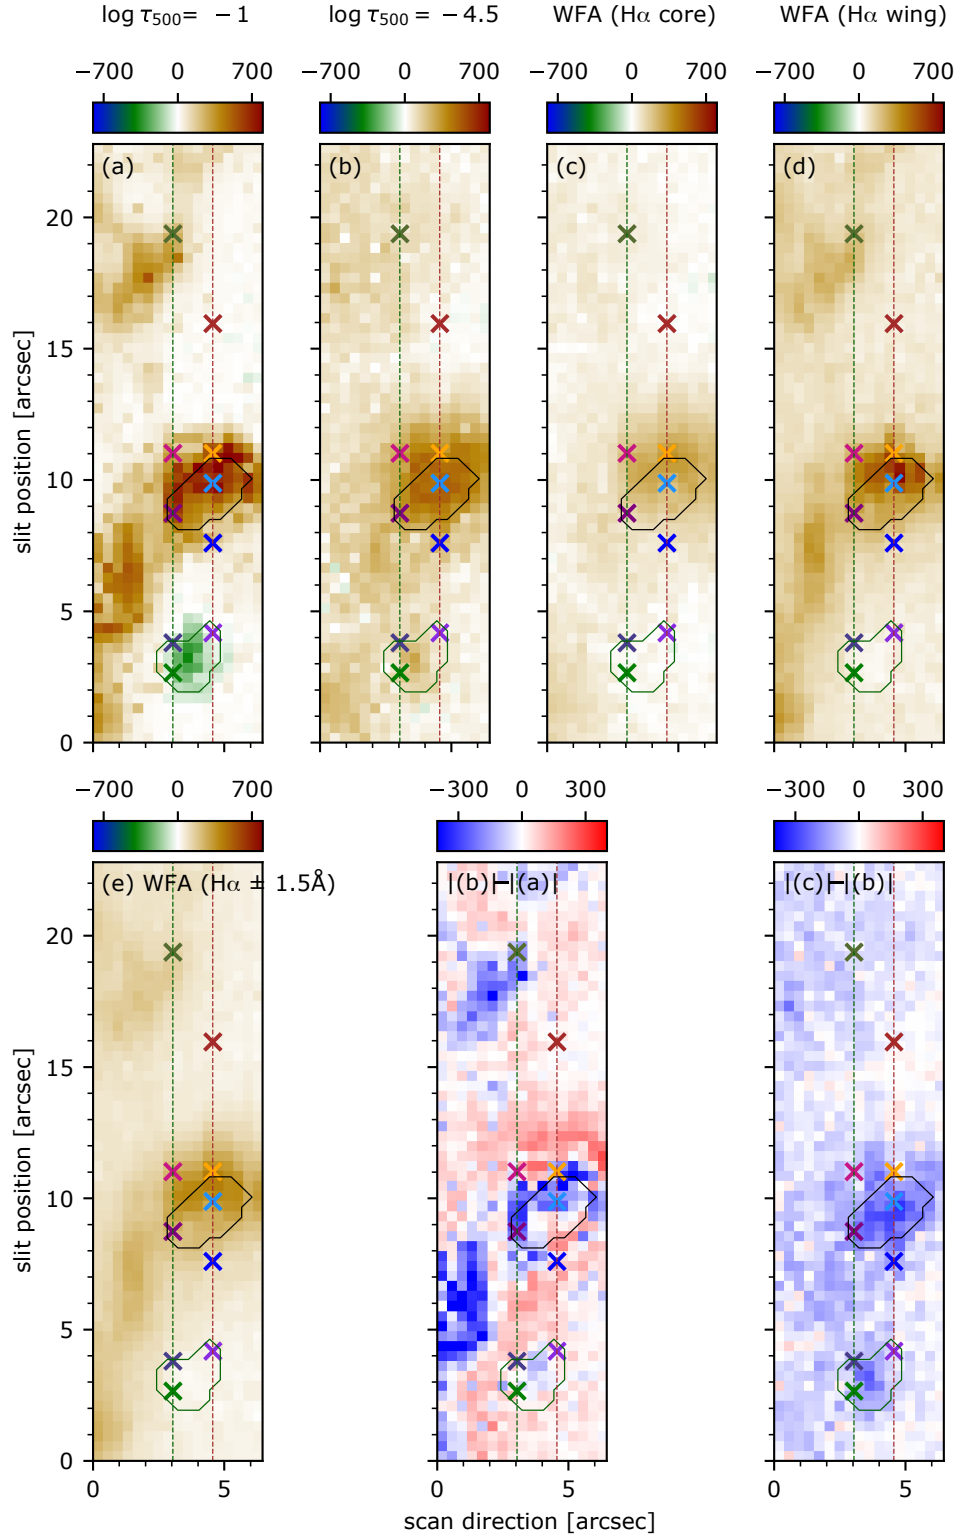 log τ500= −1 log τ500= −4.5 WFA (Hα core) WFA (Hα wing)
−700 0 700 −700 0 700 −700 0 700 −700 0 700
(a) (b) (c) (d)
20
15
10
5
0
slit position [arcsec]
−700 0 700 −300 0 300 −300 0 300
(e) WFA (Hα ± 1.5Å) |(b)|−|(a)| |(c)|−|(b)|
20
15
10
5
0
slit position [arcsec]
0 5 0 5 0 5
scan direction [arcsec]